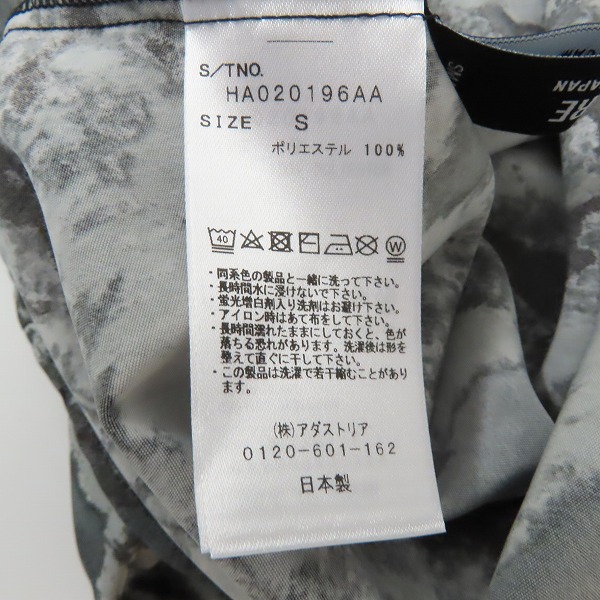 S/TNO.
HA020196AA
SIZE S
ポリエステル 100%
40
W
・同系色の製品と一緒に洗って下さい。
・長時間水に浸けないで下さい。
・蛍光増白剤入り洗剤はお避け下さい。
・アイロン時はあて布をして下さい。
・長時間濡れたままにしておくと、色が
落ちる恐れがあります。洗濯後は形を
整えて直ぐに干して下さい。
・この製品は洗濯で若干縮むことがあり
ます。
(株)アダストリア
0120-601-162
日本製
RE
JAPAN